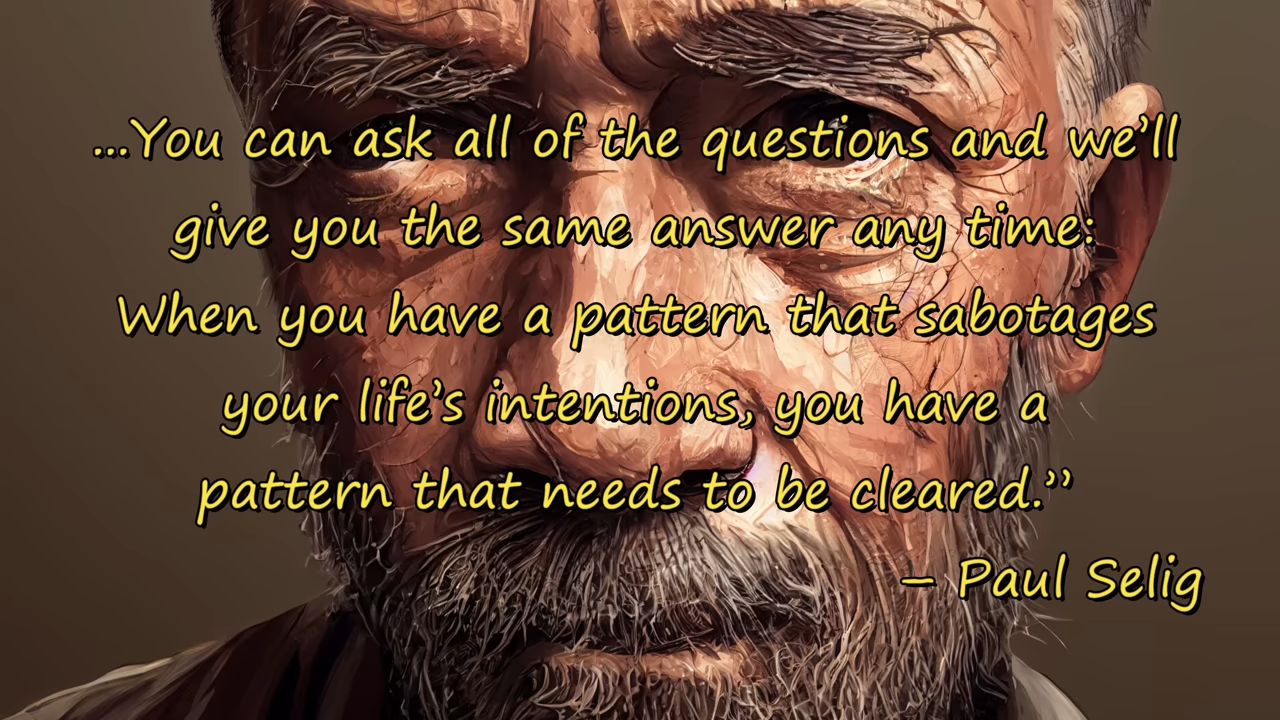 ...You can ask all of the questions and we’ll
give you the same answer any time:
When you have a pattern that sabotages
your life’s intentions, you have a
pattern that needs to be cleared.”
– Paul Selig